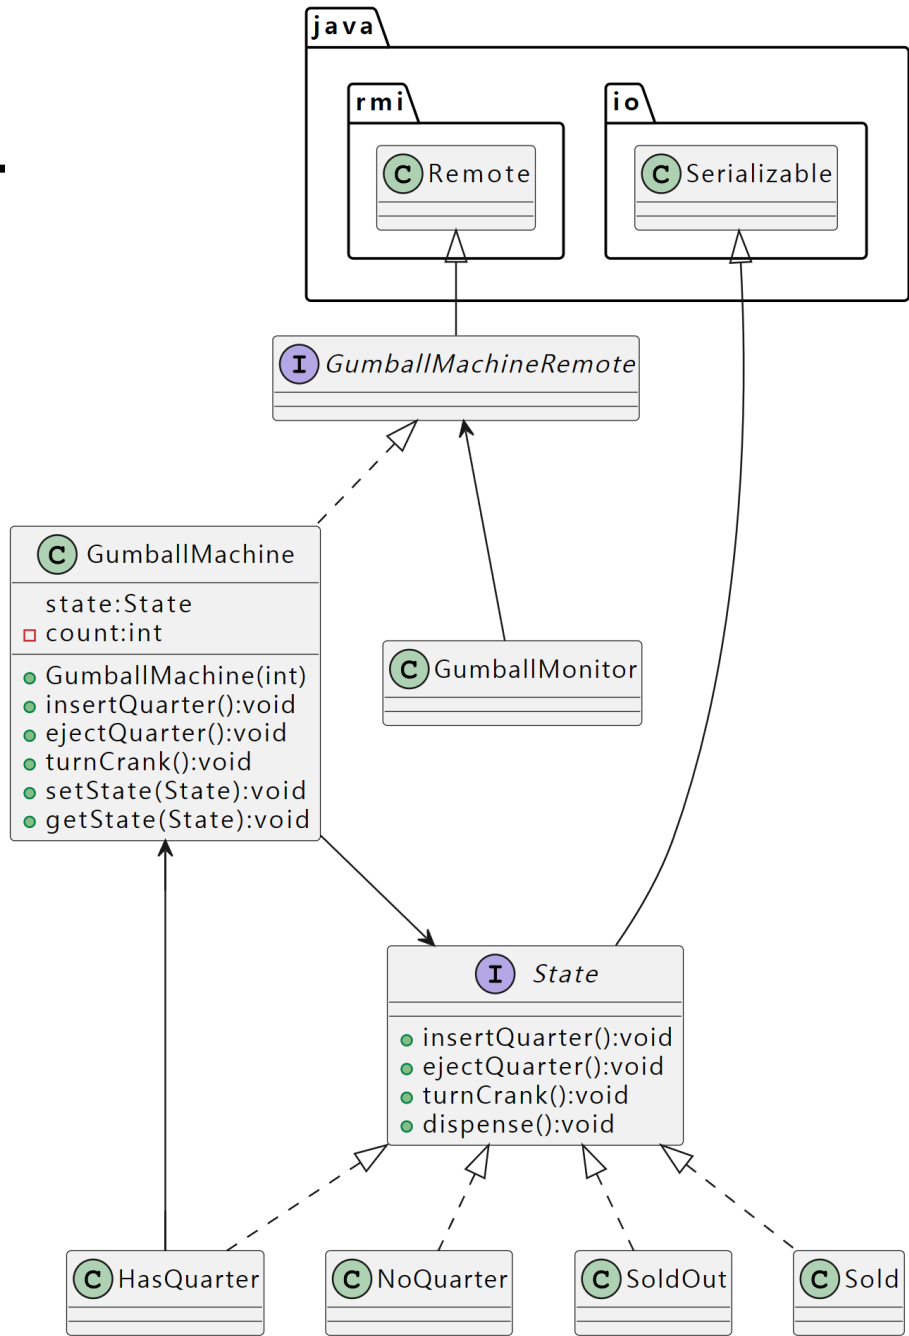 java
rmi
io
C Remote
C Serializable
I GumballMachineRemote
C GumballMachine
state:State
count:int
GumballMachine(int)
insertQuarter():void
ejectQuarter():void
turnCrank():void
setState(State):void
getState(State):void
C GumballMonitor
I State
insertQuarter():void
ejectQuarter():void
turnCrank():void
dispense():void
C HasQuarter
C NoQuarter
C SoldOut
C Sold